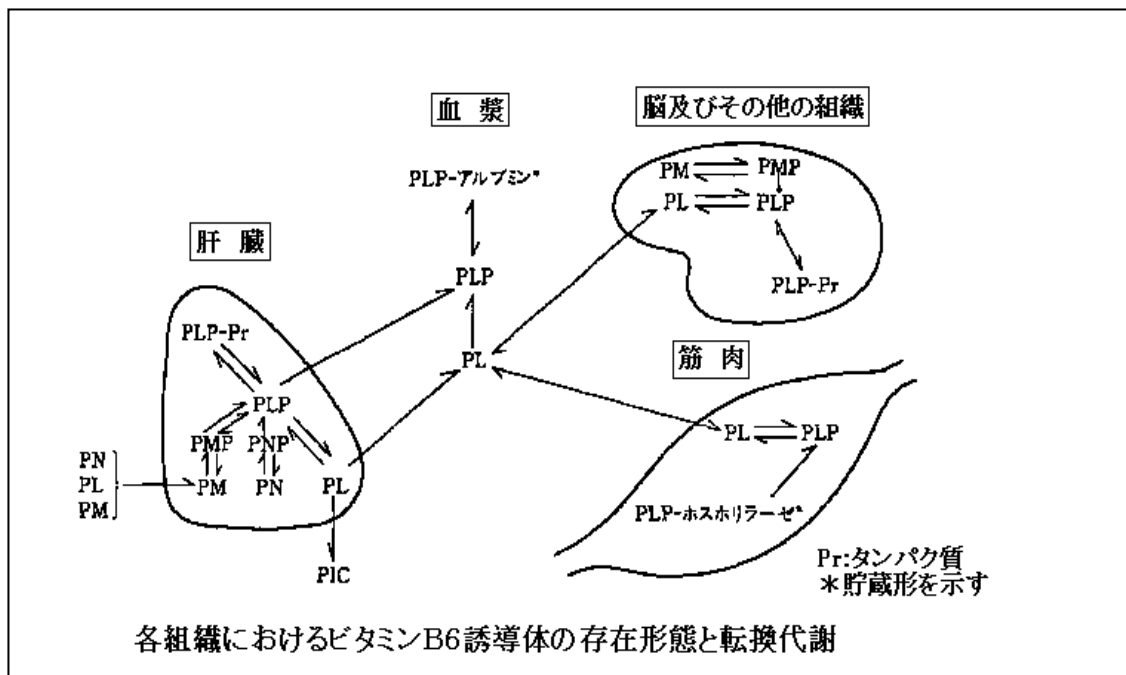 血 漿
脳及びその他の組織
PLP-アルブミン*
PM PMP
PL PLP
PLP-Pr
肝 臓
PLP
PL
PLP-Pr
PLP
PMP PNP
PM PN PL
PN
PL
PM
PIC
筋 肉
PL PLP
PLP-ホスホリラーゼ*
Pr:タンパク質
*貯蔵形を示す
各組織におけるビタミンB6誘導体の存在形態と転換代謝